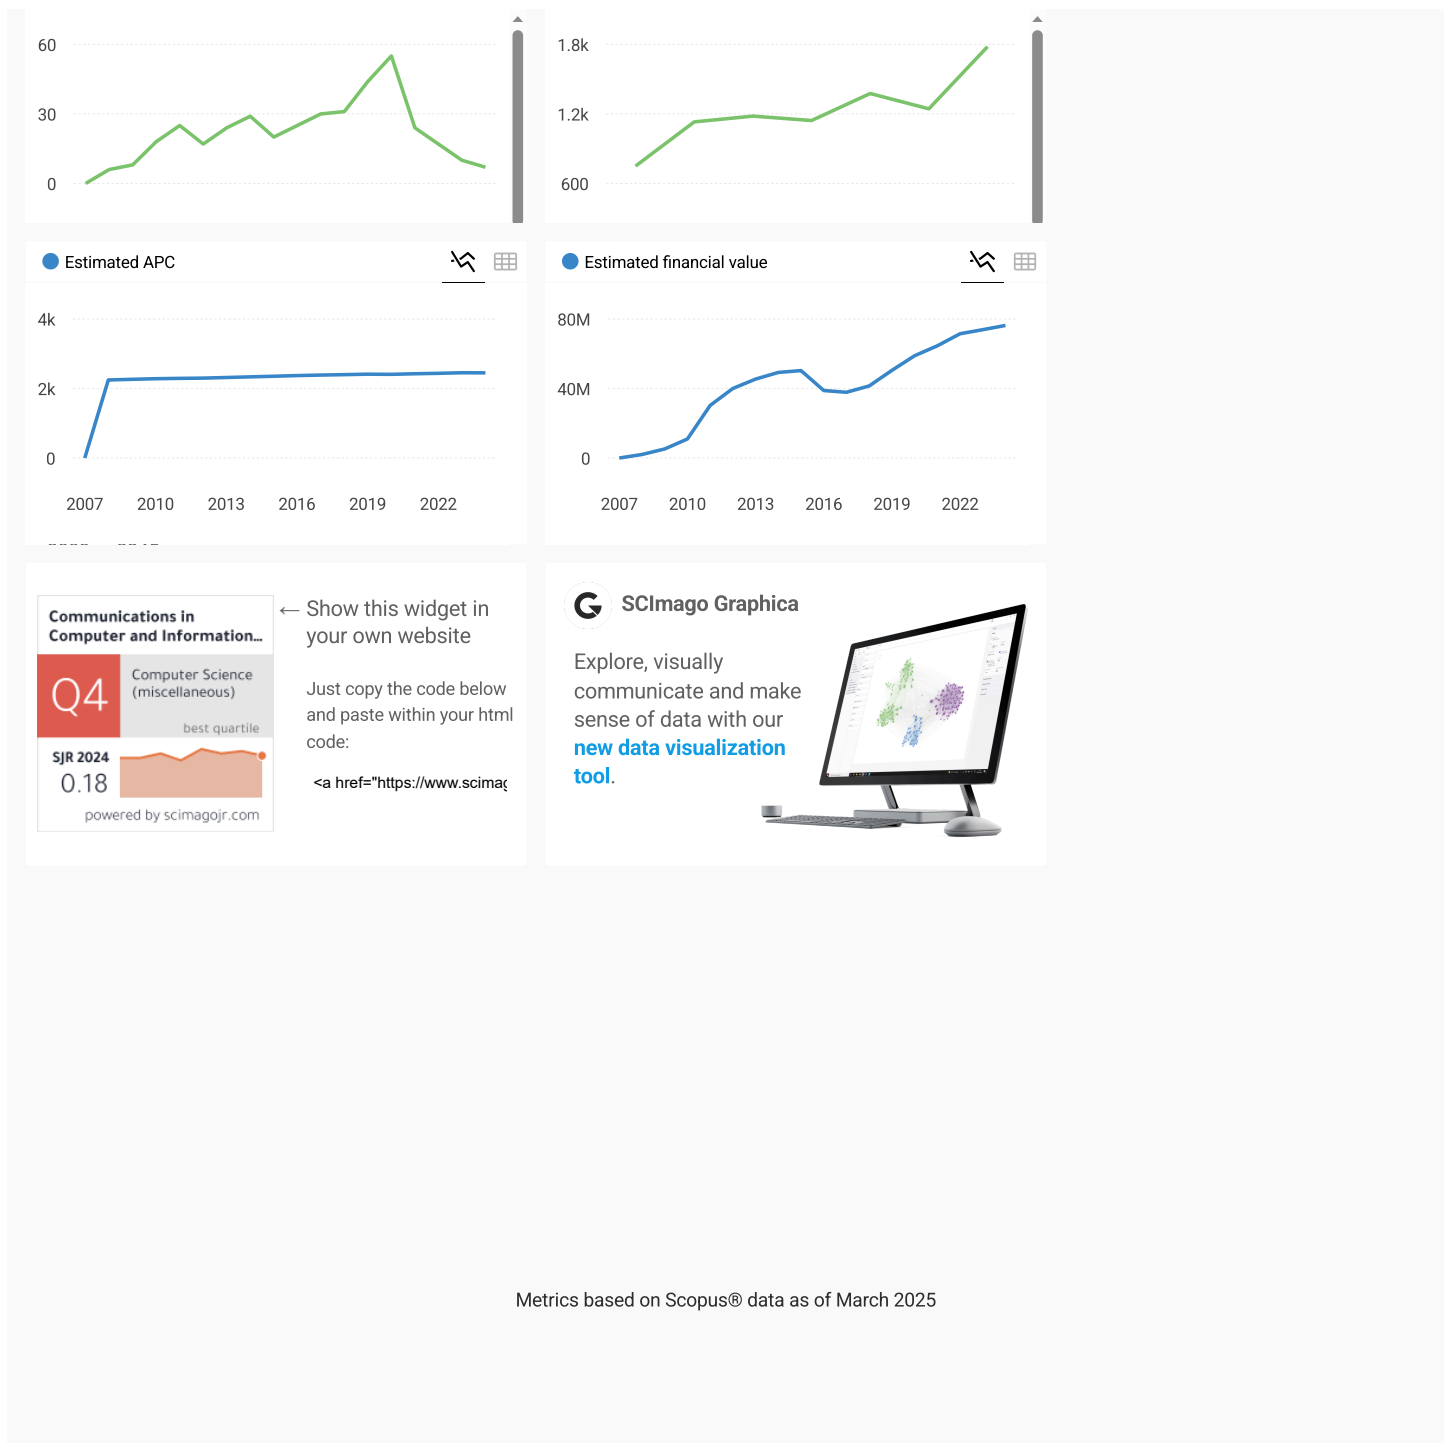 60
30
0
1.8k
1.2k
600
Estimated APC
4k
2k
0
2007 2010 2013 2016 2019 2022
Estimated financial value
80M
40M
0
2007 2010 2013 2016 2019 2022
Communications in
Computer and Information...
Q4
Computer Science
(miscellaneous)
best quartile
SJR 2024
0.18
powered by scimagojr.com
← Show this widget in
your own website
Just copy the code below
and paste within your html
code:
<a href="https://www.scimag
SCImago Graphica
Explore, visually
communicate and make
sense of data with our
new data visualization
tool.
Metrics based on Scopus® data as of March 2025